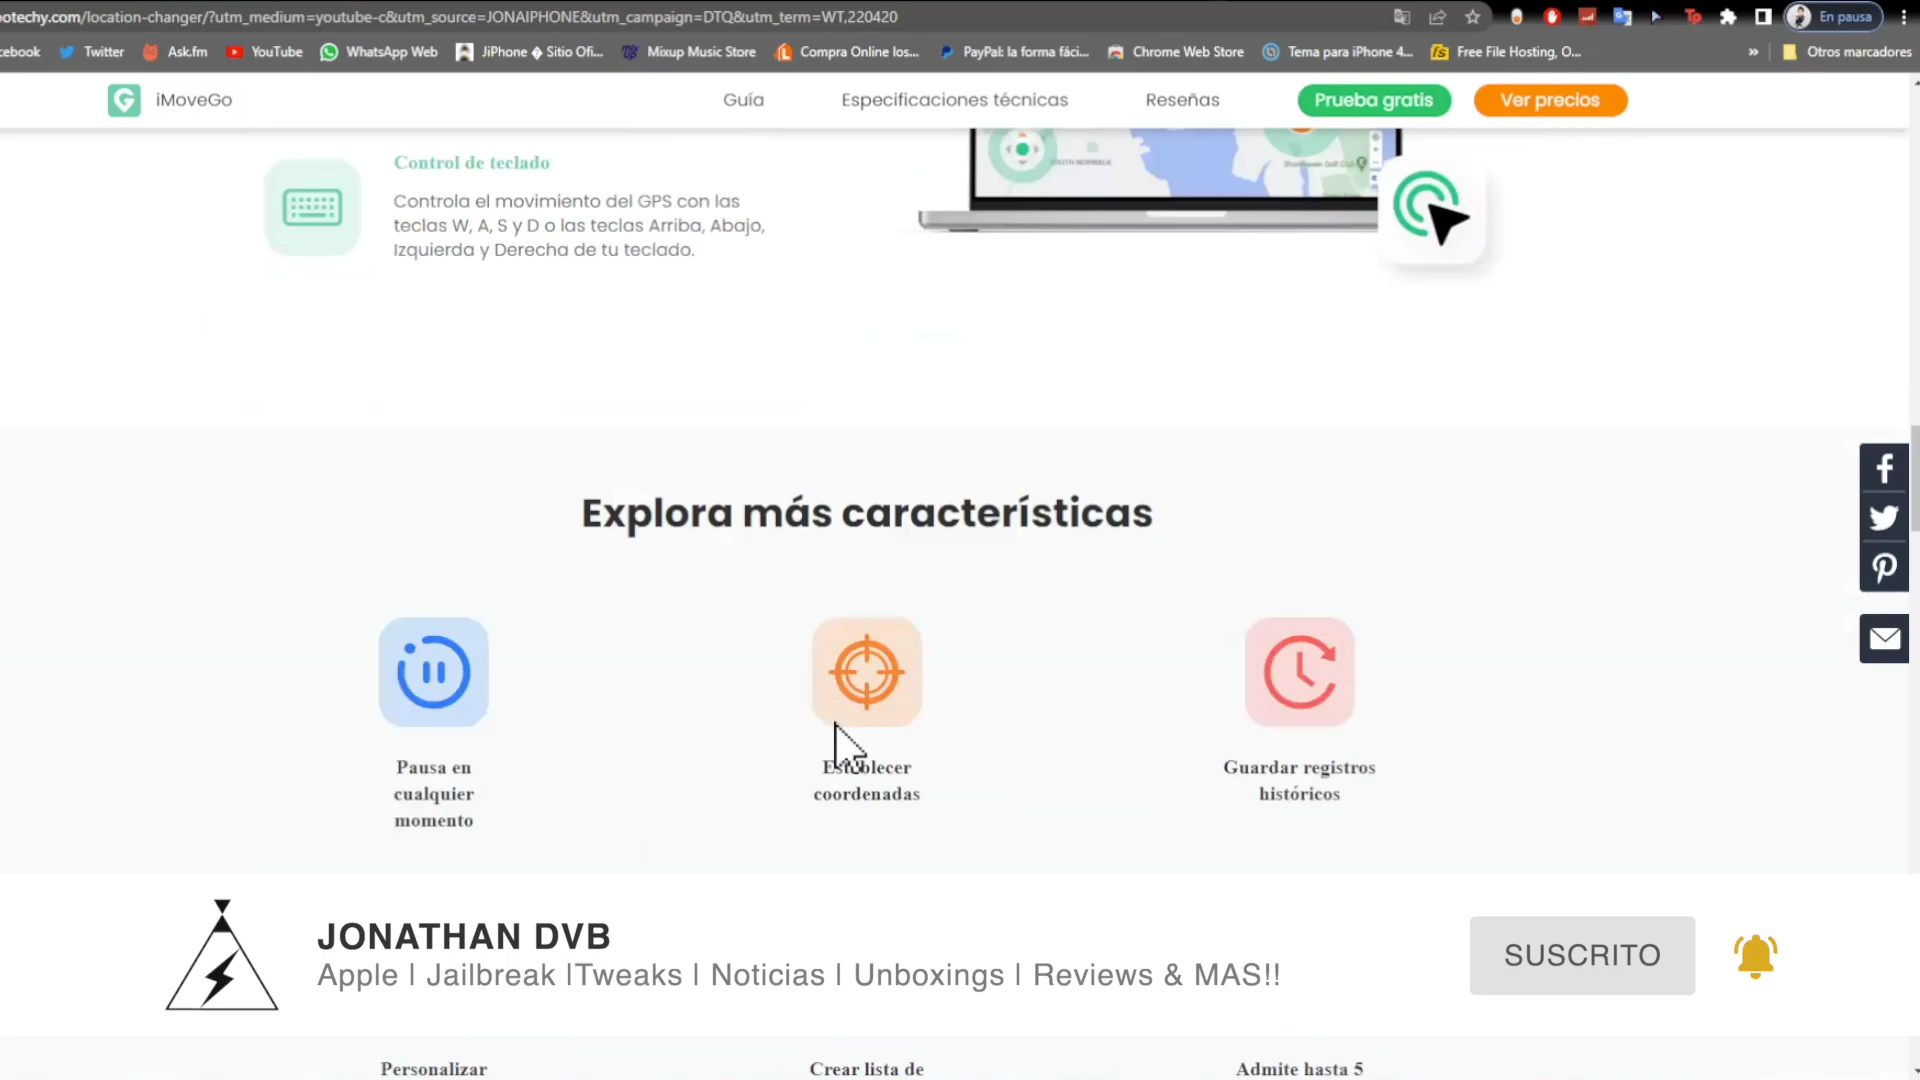 otechy.com/location-changer/?utm_medium=youtube-c&utm_source=JONAIPHONE&utm_campaign=DTQ&utm_term=WT,220420
En pausa
cebook Twitter Ask.fm YouTube WhatsApp Web JiPhone � Sitio Ofi... Mixup Music Store Compra Online los... PayPal: la forma fáci... Chrome Web Store Tema para iPhone 4... Free File Hosting, O... » Otros marcadores
iMoveGo Guía Especificaciones técnicas Reseñas Prueba gratis Ver precios
Control de teclado
Controla el movimiento del GPS con las
teclas W, A, S y D o las teclas Arriba, Abajo,
Izquierda y Derecha de tu teclado.
SOUTH NORWALK
Explora más características
Pausa en
cualquier
momento
Establecer
coordenadas
Guardar registros
históricos
JONATHAN DVB
Apple | Jailbreak |Tweaks | Noticias | Unboxings | Reviews & MAS!!
SUSCRITO
Personalizar
Crear lista de
Admite hasta 5